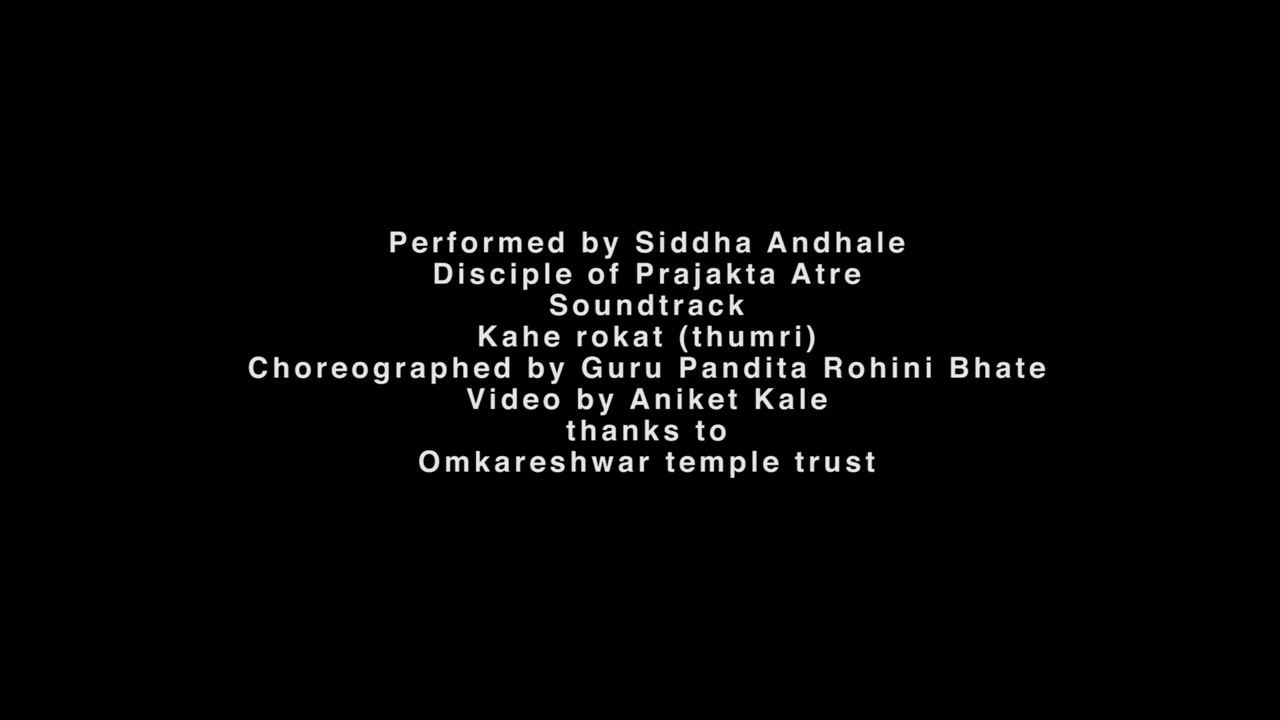 Performed by Siddha Andhale
Disciple of Prajakta Atre
Soundtrack
Kahe rokat (thumri)
Choreographed by Guru Pandita Rohini Bhate
Video by Aniket Kale
thanks to
Omkareshwar temple trust